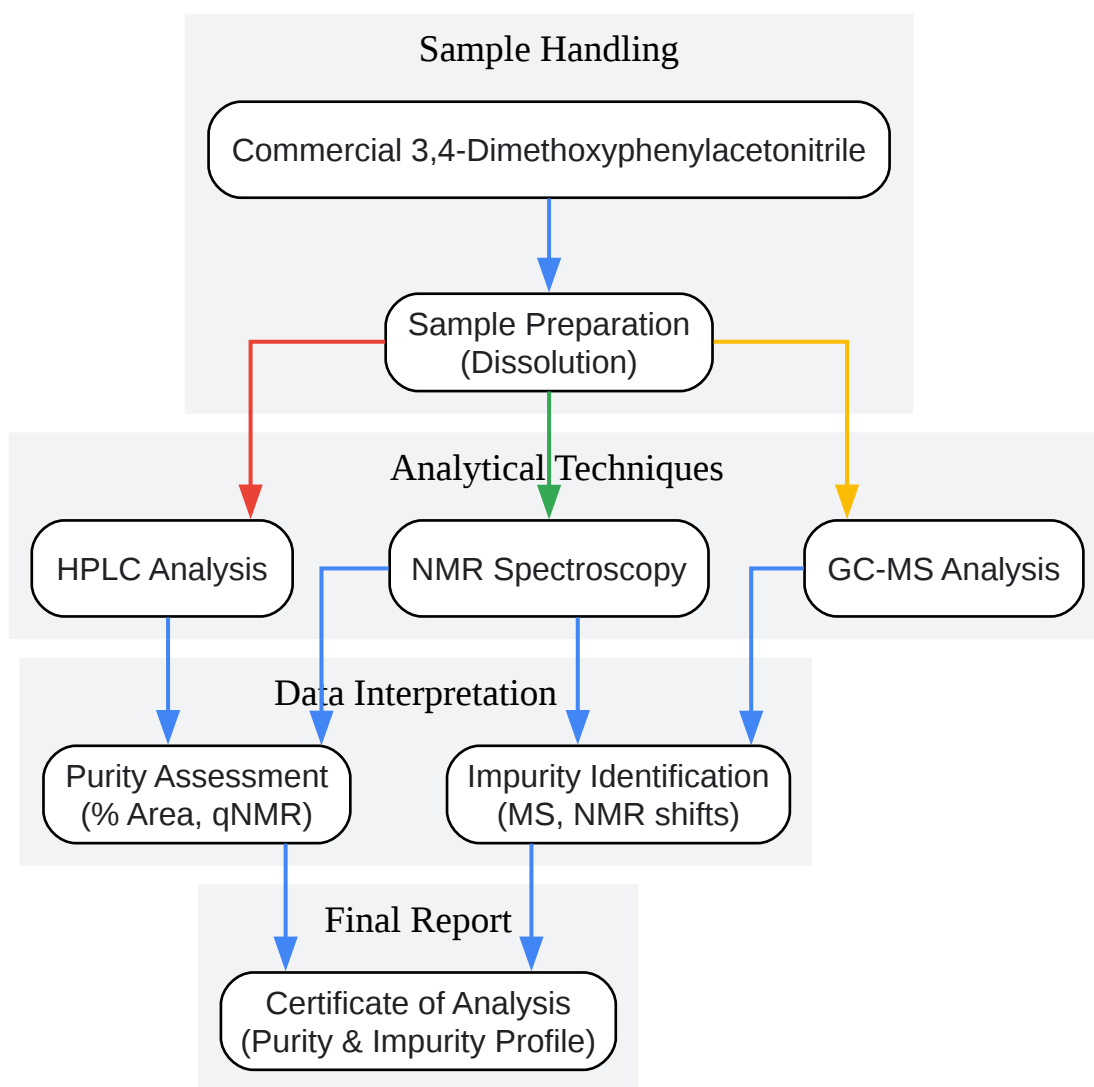 Sample Handling
Commercial 3,4-Dimethoxyphenylacetonitrile
Sample Preparation
(Dissolution)
Analytical Techniques
HPLC Analysis
NMR Spectroscopy
GC-MS Analysis
Data Interpretation
Purity Assessment
(% Area, qNMR)
Impurity Identification
(MS, NMR shifts)
Final Report
Certificate of Analysis
(Purity & Impurity Profile)